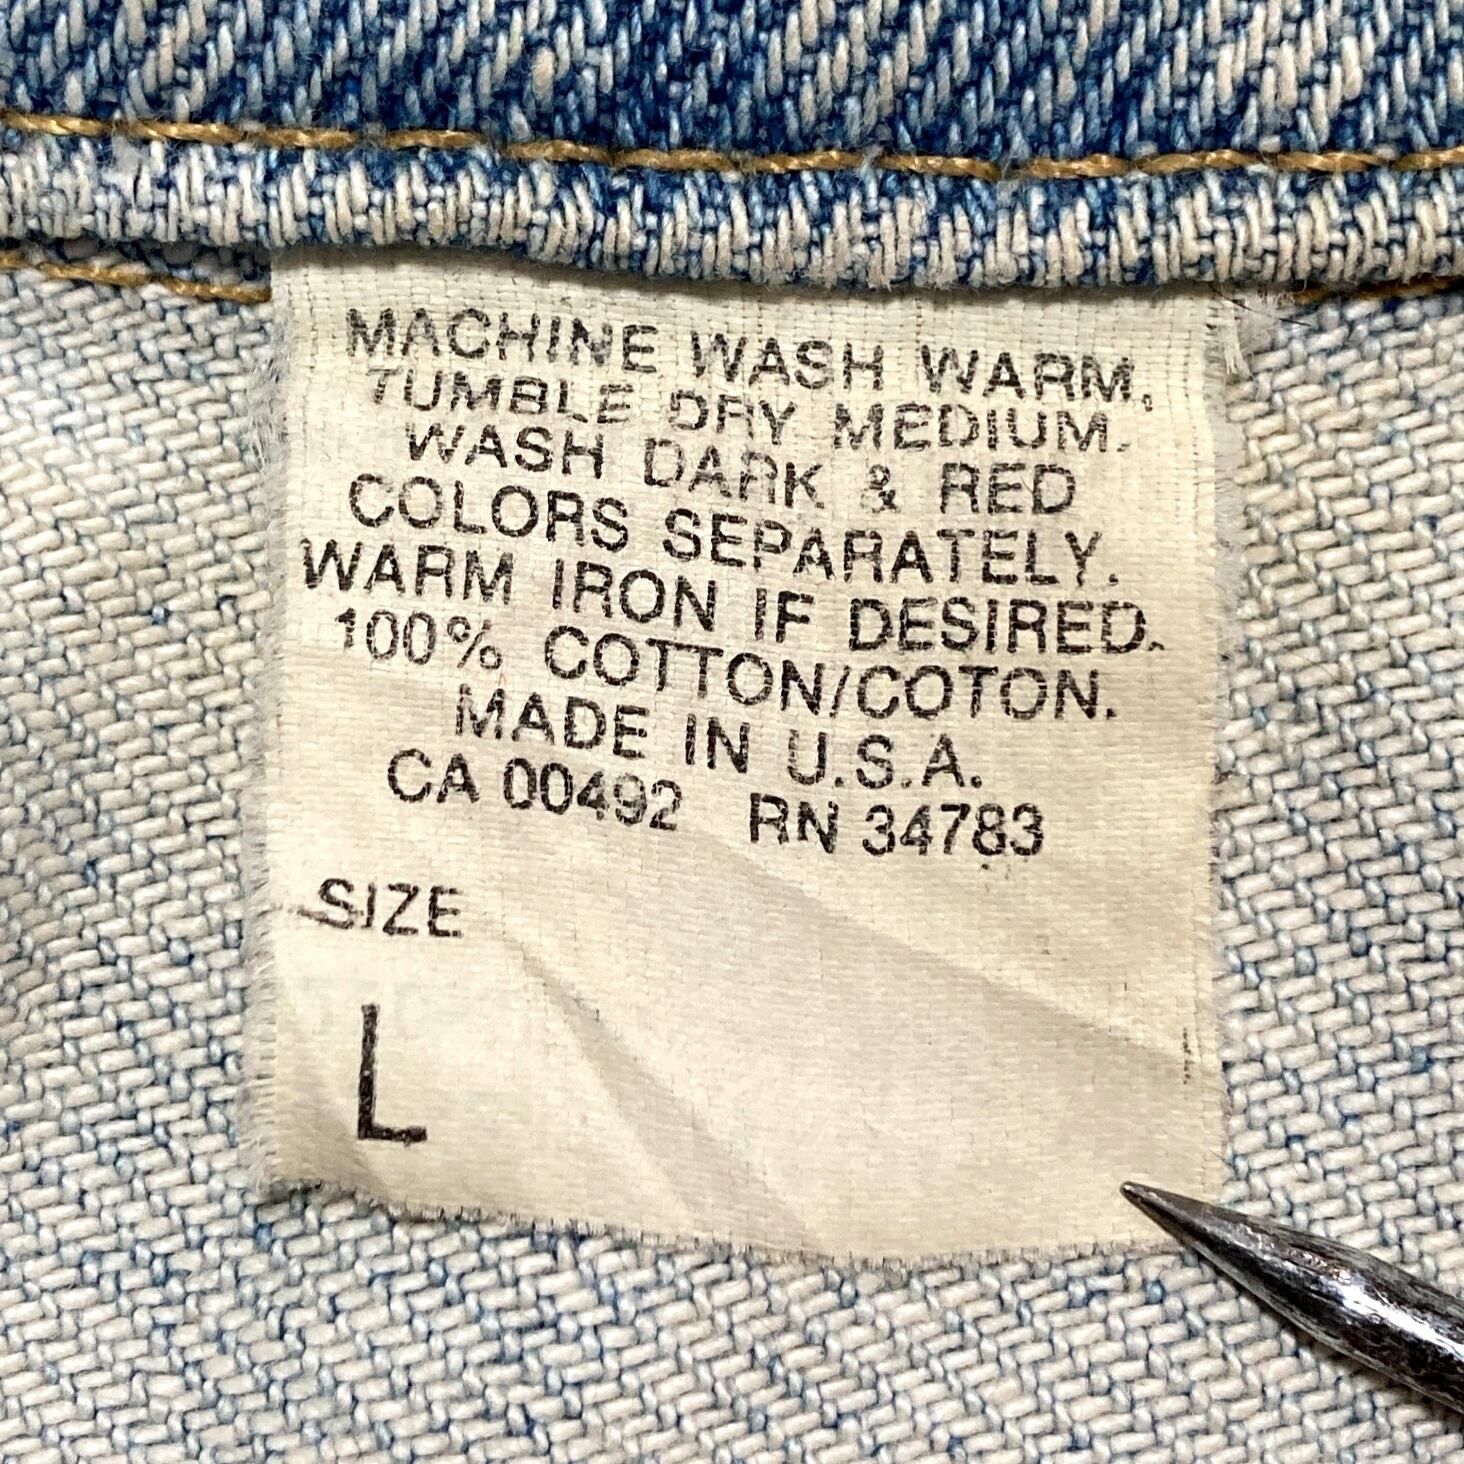 MACHINE WASH WARM,
TUMBLE DRY MEDIUM.
WASH DARK & RED
COLORS SEPARATELY.
WARM IRON IF DESIRED.
100% COTTON/COTON.
MADE IN U.S.A.
CA 00492 RN 34783
SIZE
L